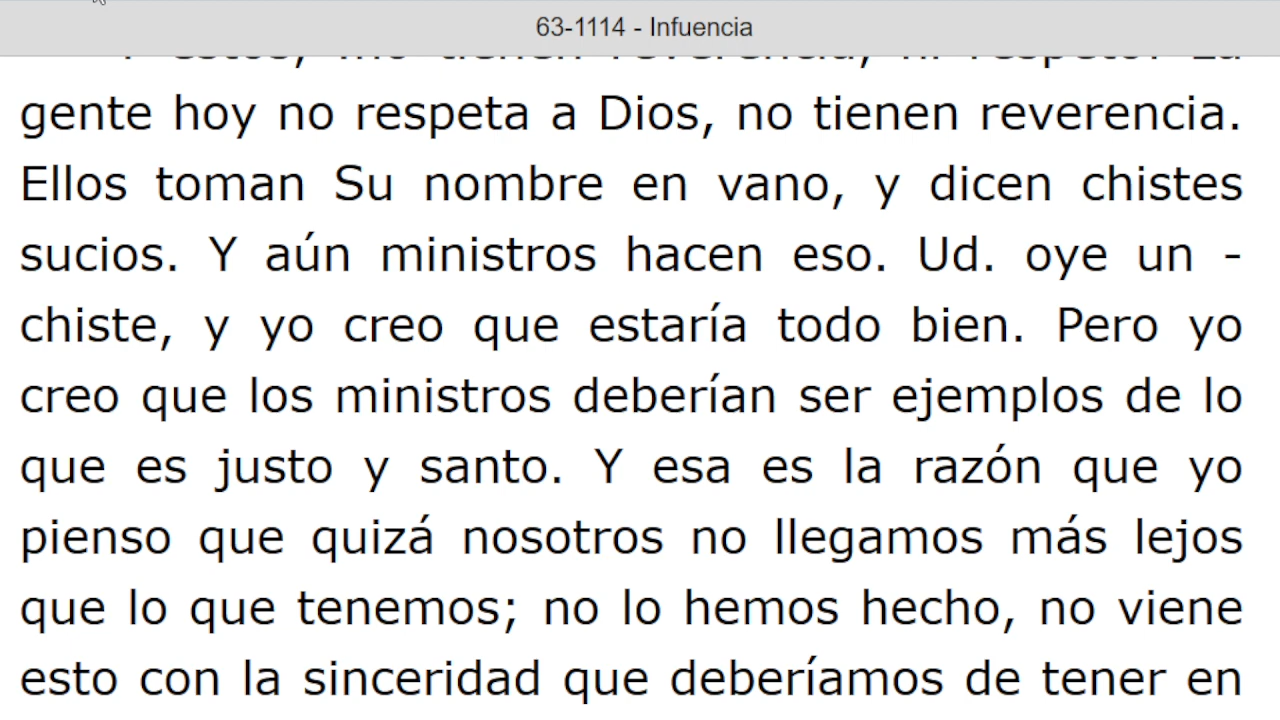 63-1114 - Infuencia
gente hoy no respeta a Dios, no tienen reverencia.
Ellos toman Su nombre en vano, y dicen chistes
sucios. Y aún ministros hacen eso. Ud. oye un -
chiste, y yo creo que estaría todo bien. Pero yo
creo que los ministros deberían ser ejemplos de lo
que es justo y santo. Y esa es la razón que yo
pienso que quizá nosotros no llegamos más lejos
que lo que tenemos; no lo hemos hecho, no viene
esto con la sinceridad que deberíamos de tener en